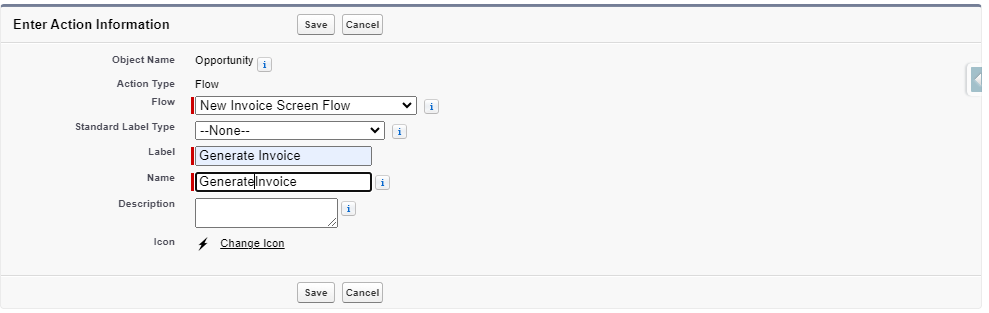 Enter Action Information Save Cancel
Object Name Opportunity i
Action Type Flow
Flow New Invoice Screen Flow i
Standard Label Type --None-- i
Label Generate Invoice
Name GenerateInvoice i
Description i
Icon Change Icon
Save Cancel